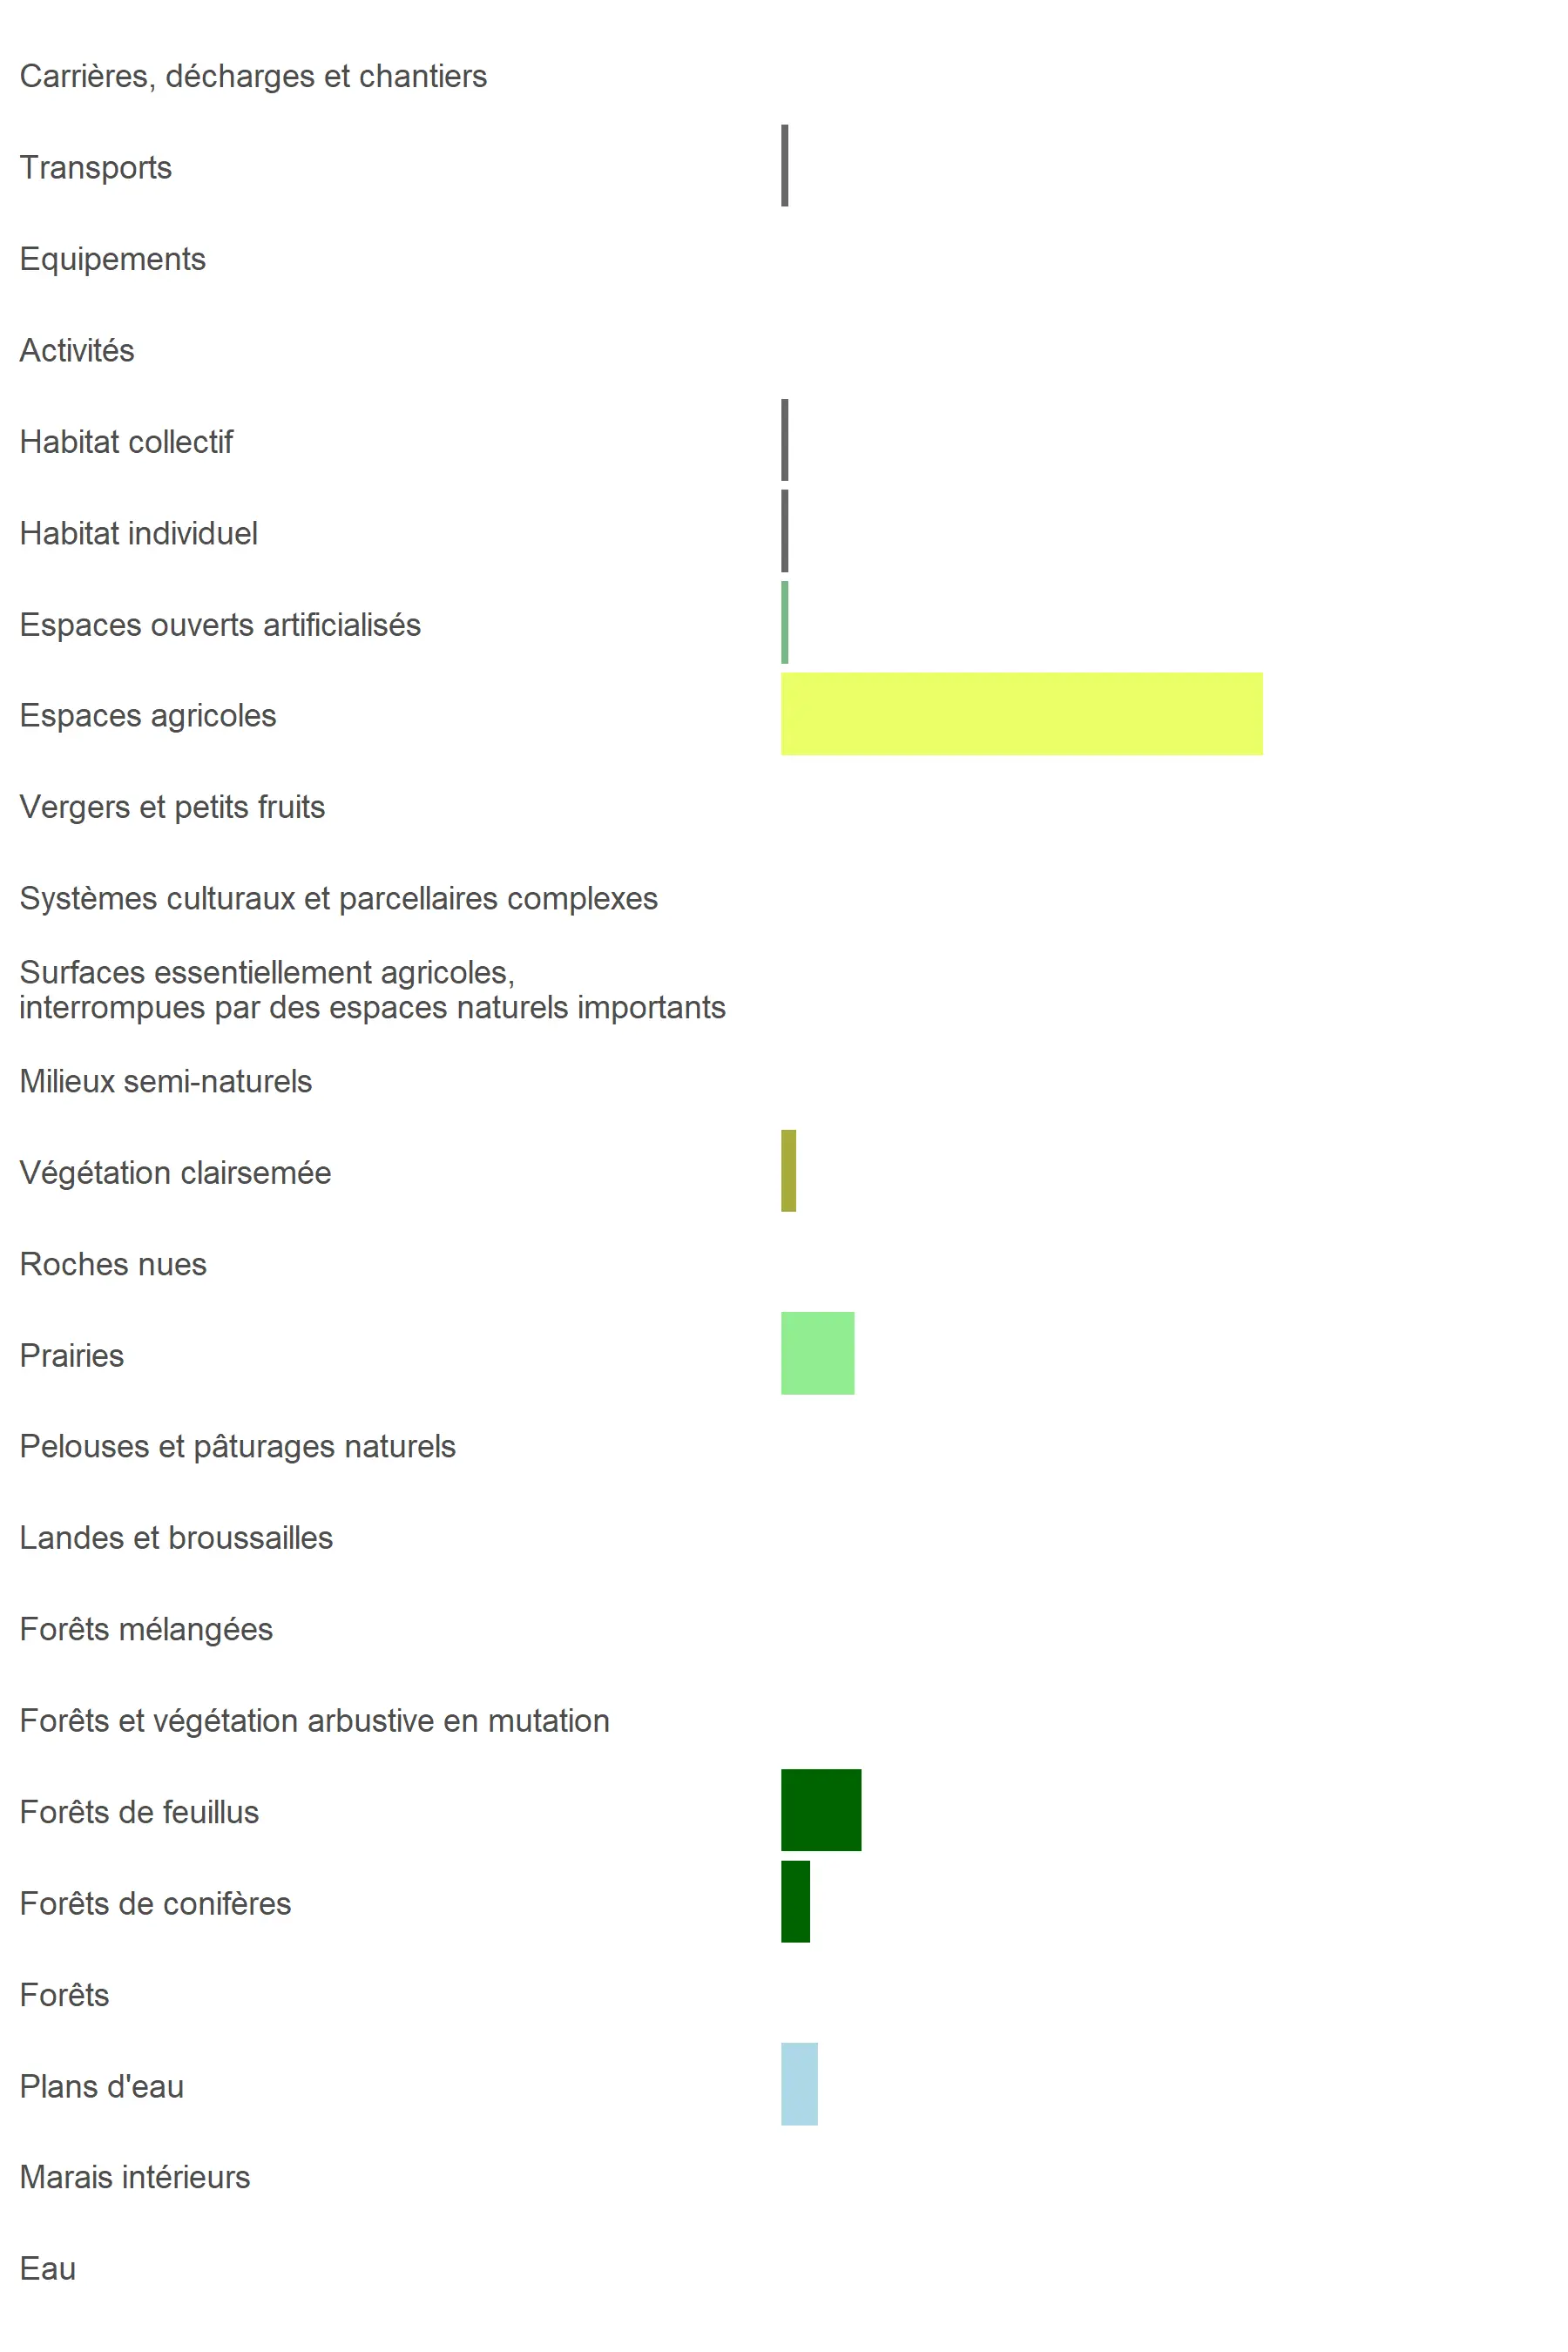 Carrières, décharges et chantiers
Transports
Equipements
Activités
Habitat collectif
Habitat individuel
Espaces ouverts artificialisés
Espaces agricoles
Vergers et petits fruits
Systèmes culturaux et parcellaires complexes
Surfaces essentiellement agricoles,
interrompues par des espaces naturels importants
Milieux semi-naturels
Végétation clairsemée
Roches nues
Prairies
Pelouses et pâturages naturels
Landes et broussailles
Forêts mélangées
Forêts et végétation arbustive en mutation
Forêts de feuillus
Forêts de conifères
Forêts
Plans d'eau
Marais intérieurs
Eau